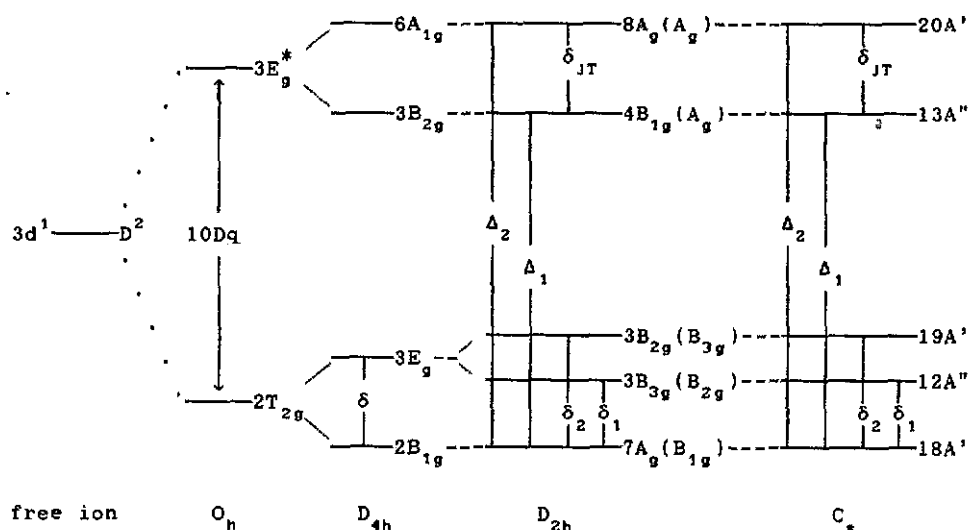 6A₁g 8Ag(Ag) 20A'
3E*g δJT δJT
3B₂g 4B₁g(Ag) 13A"
3d¹ D² 10Dq Δ₂ Δ₂
Δ₁ Δ₁
3B₂g(B₃g) 19A'
3Eg 3B₃g(B₂g) 12A"
2T₂g δ δ₂ δ₁ δ₂ δ₁
2B₁g 7Ag(B₁g) 18A'
free ion Oh D₄h D₂h Cs